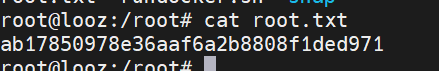 root@looz:/root# cat root.txt
ab17850978e36aaf6a2b8808f1ded971
root@looz:/root#